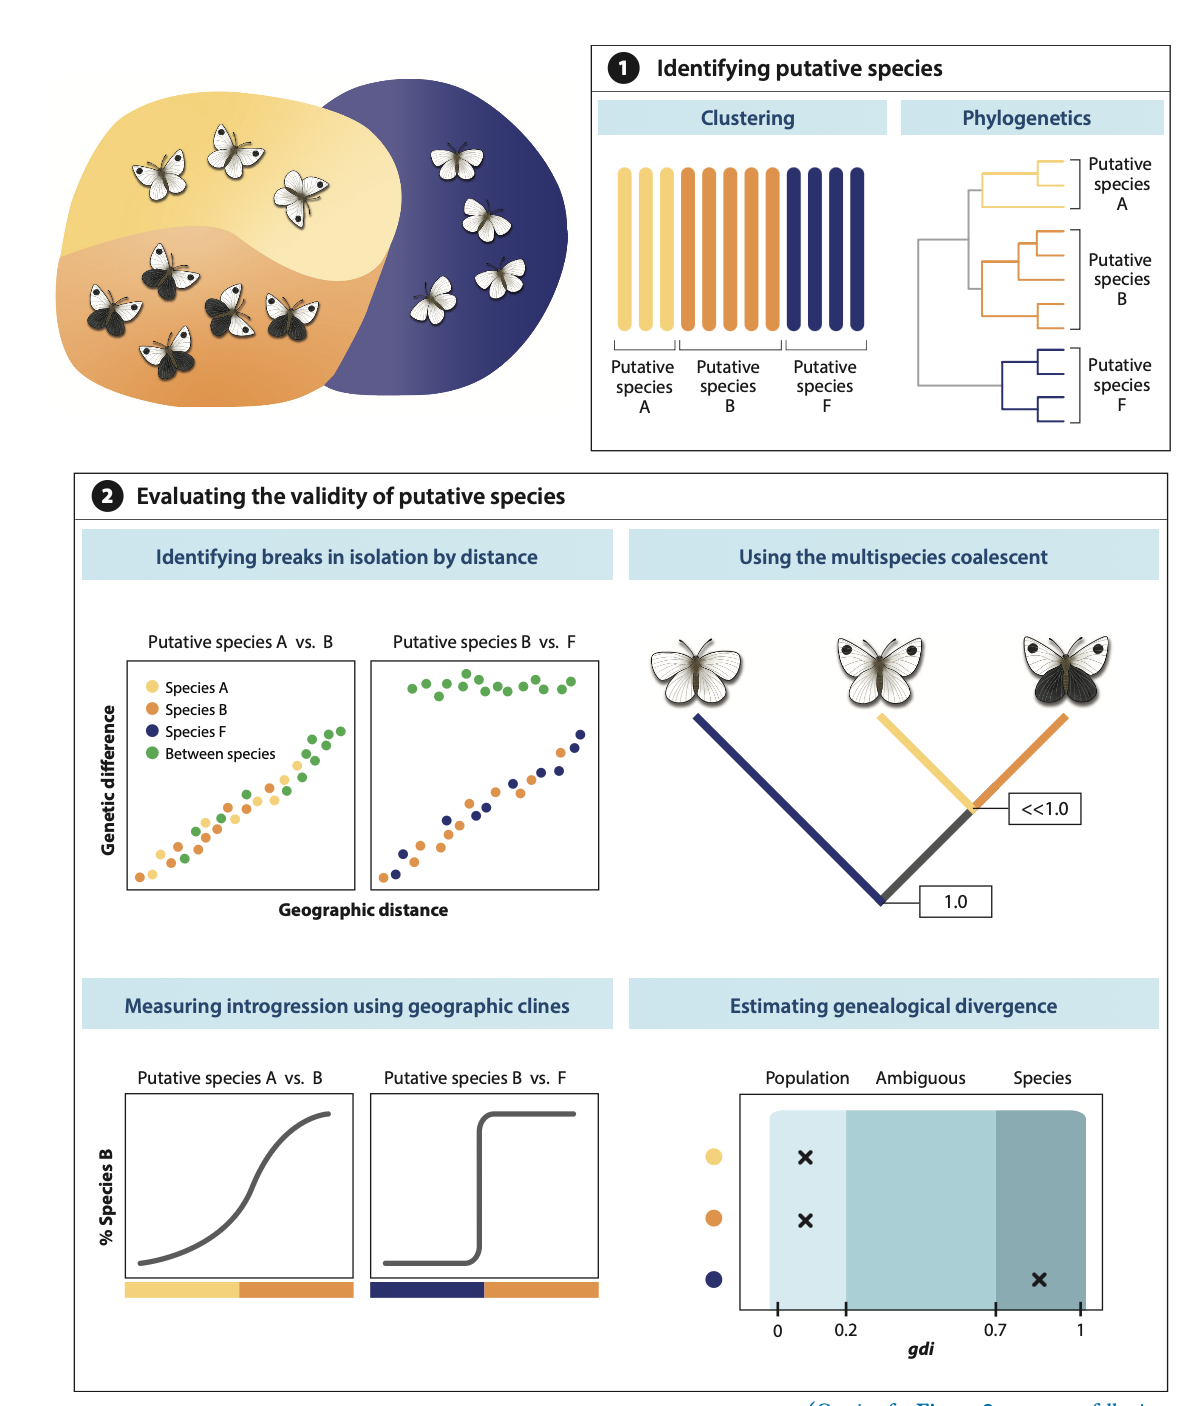 1 Identifying putative species
Clustering
Phylogenetics
Putative
species
A
Putative
species
B
Putative
species
F
Putative
species
A
Putative
species
B
Putative
species
F
2 Evaluating the validity of putative species
Identifying breaks in isolation by distance
Putative species A vs. B
Putative species B vs. F
Genetic difference
Species A
Species B
Species F
Between species
Geographic distance
Using the multispecies coalescent
<<1.0
1.0
Measuring introgression using geographic clines
Putative species A vs. B
Putative species B vs. F
% Species B
Estimating genealogical divergence
Population Ambiguous Species
0 0.2 0.7 1
gdi